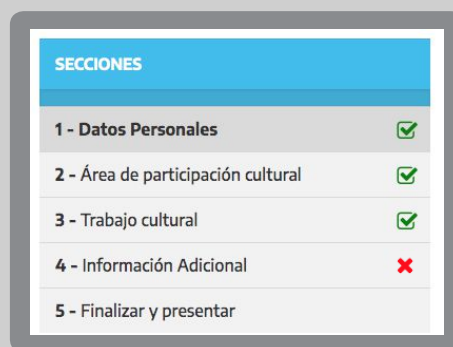 SECCIONES
1 - Datos Personales
2 - Área de participación cultural
3 - Trabajo cultural
4 - Información Adicional
5 - Finalizar y presentar